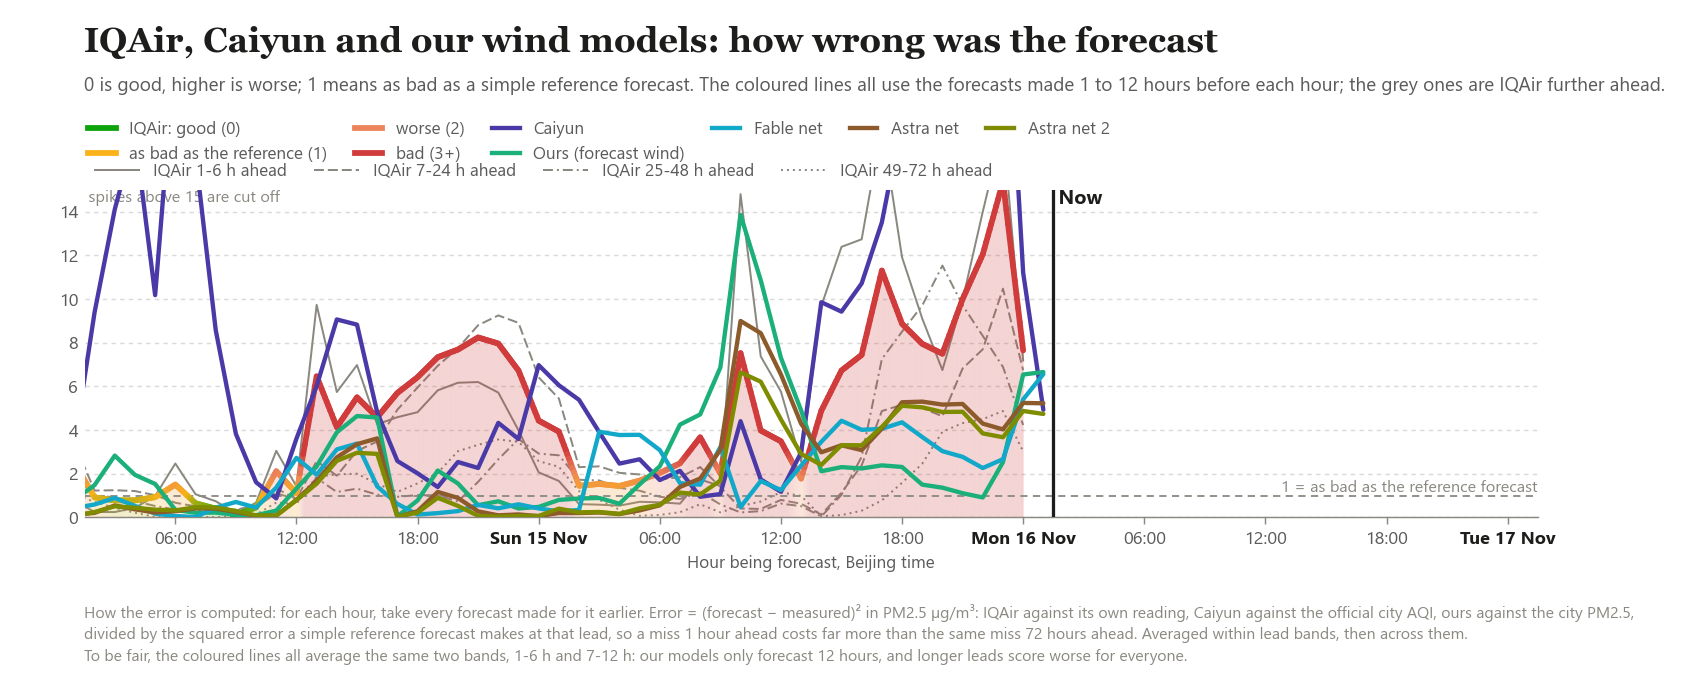 IQAir, Caiyun and our wind models: how wrong was the forecast
0 is good, higher is worse; 1 means as bad as a simple reference forecast. The coloured lines all use the forecasts made 1 to 12 hours before each hour; the grey ones are IQAir further ahead.
IQAir: good (0) worse (2) Caiyun Fable net Astra net Astra net 2
as bad as the reference (1) bad (3+) Ours (forecast wind)
IQAir 1-6 h ahead IQAir 7-24 h ahead IQAir 25-48 h ahead IQAir 49-72 h ahead
spikes above 15 are cut off
Now
14
12
10
8
6
4
2
1 = as bad as the reference forecast
0
06:00 12:00 18:00 Sun 15 Nov 06:00 12:00 18:00 Mon 16 Nov 06:00 12:00 18:00 Tue 17 Nov
Hour being forecast, Beijing time
How the error is computed: for each hour, take every forecast made for it earlier. Error = (forecast − measured)² in PM2.5 µg/m³: IQAir against its own reading, Caiyun against the official city AQI, ours against the city PM2.5,
divided by the squared error a simple reference forecast makes at that lead, so a miss 1 hour ahead costs far more than the same miss 72 hours ahead. Averaged within lead bands, then across them.
To be fair, the coloured lines all average the same two bands, 1-6 h and 7-12 h: our models only forecast 12 hours, and longer leads score worse for everyone.